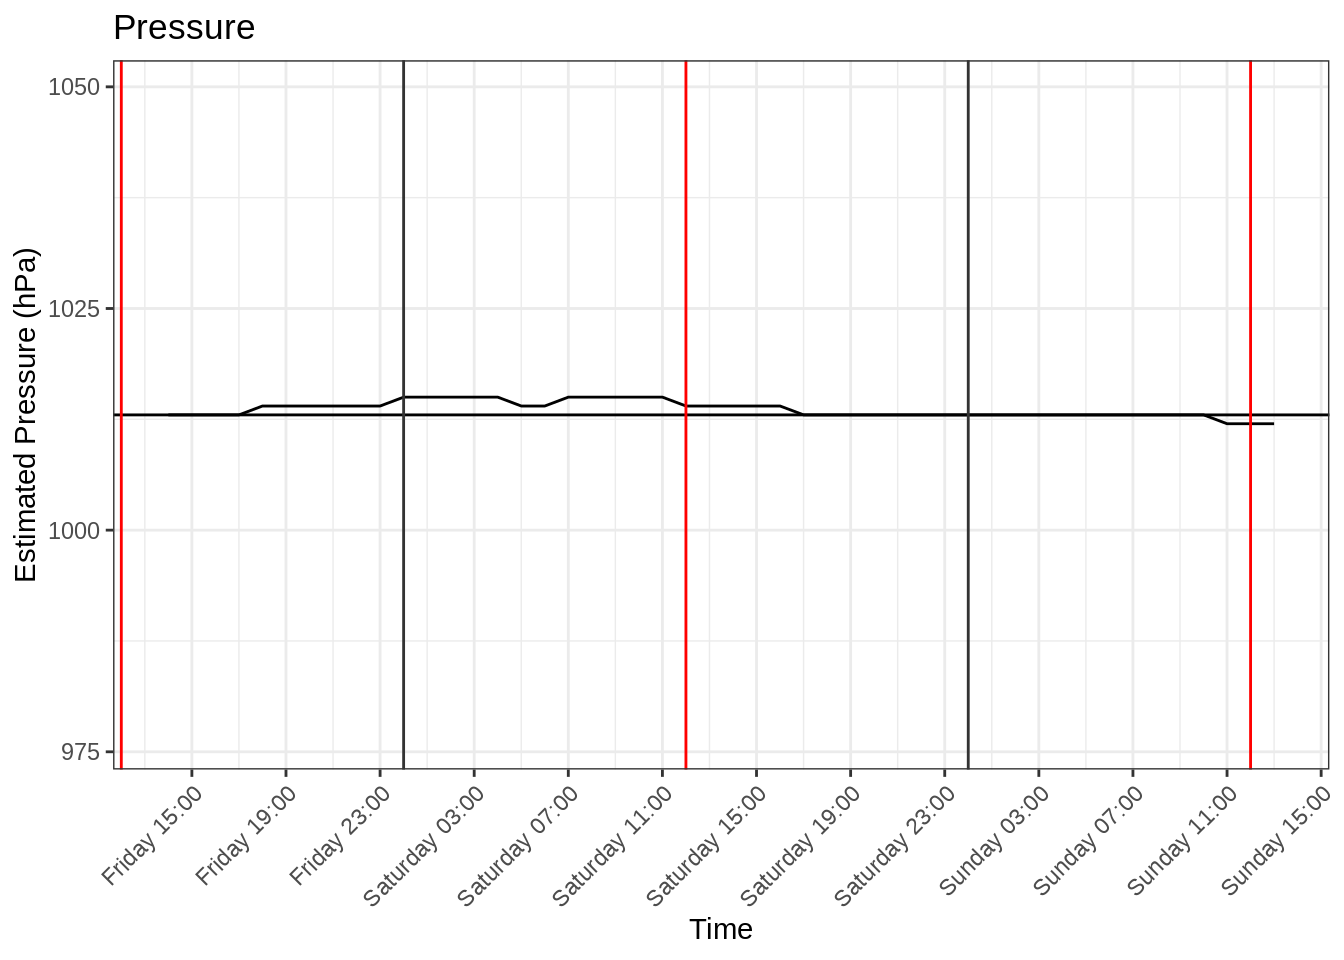 Pressure
Estimated Pressure (hPa)
1050
1025
1000
975
Friday 15:00
Friday 19:00
Friday 23:00
Saturday 03:00
Saturday 07:00
Saturday 11:00
Saturday 15:00
Saturday 19:00
Saturday 23:00
Sunday 03:00
Sunday 07:00
Sunday 11:00
Sunday 15:00
Time